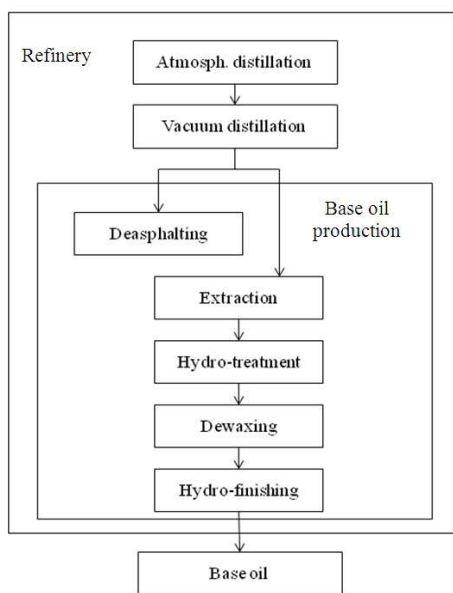 Refinery
Atmosph. distillation
Vacuum distillation
Base oil
production
Deasphalting
Extraction
Hydro-treatment
Dewaxing
Hydro-finishing
Base oil